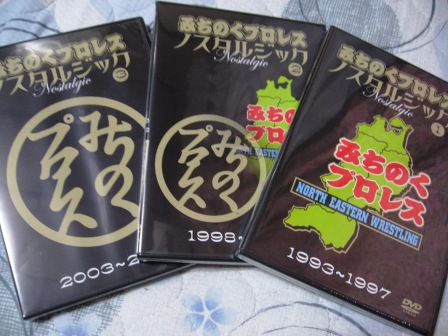 みちのくプロレス
ノスタルジック
Nostalgic
みちのく
プロレス
2003~2
みちのくプロレス
ノスタルジック
Nostalgic
みちのく
プロレス
みちのく
プロレス
1998~
みちのくプロレス
ノスタルジック
Nostalgic
みちのく
プロレス
NORTH EASTERN WRESTLING
1993~1997
DVD